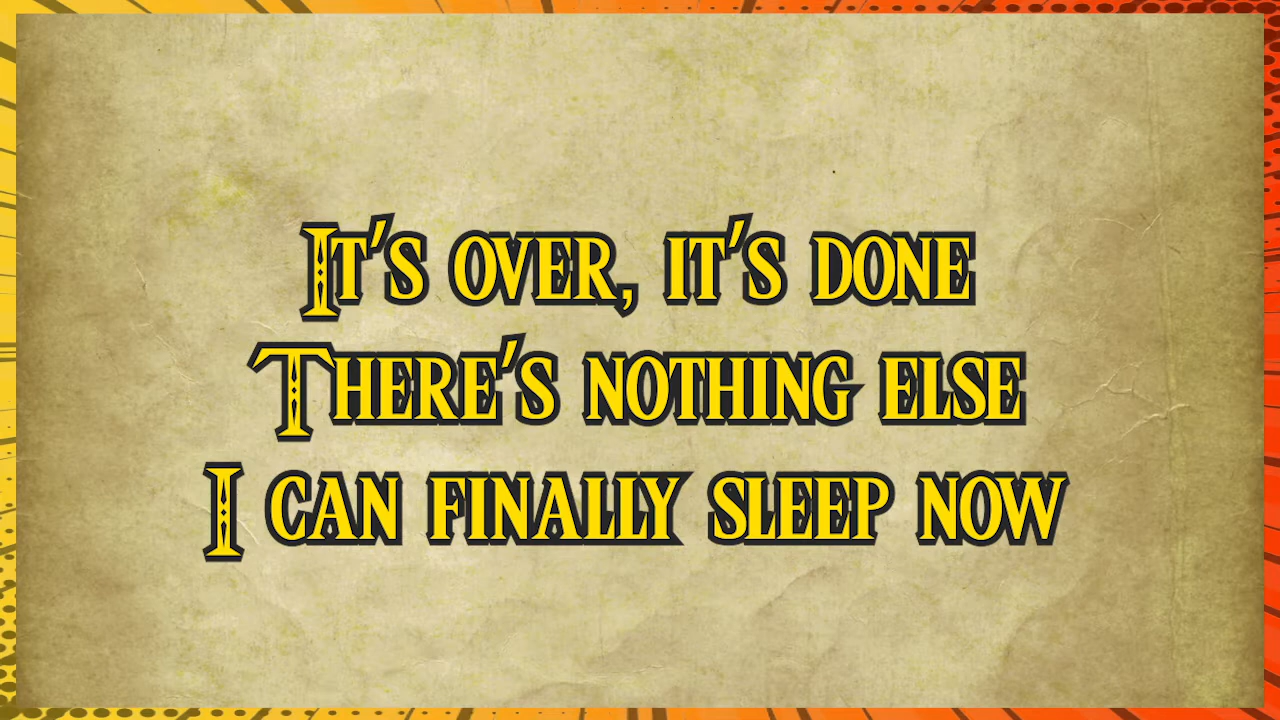 It's over, it's done
There's nothing else
I can finally sleep now